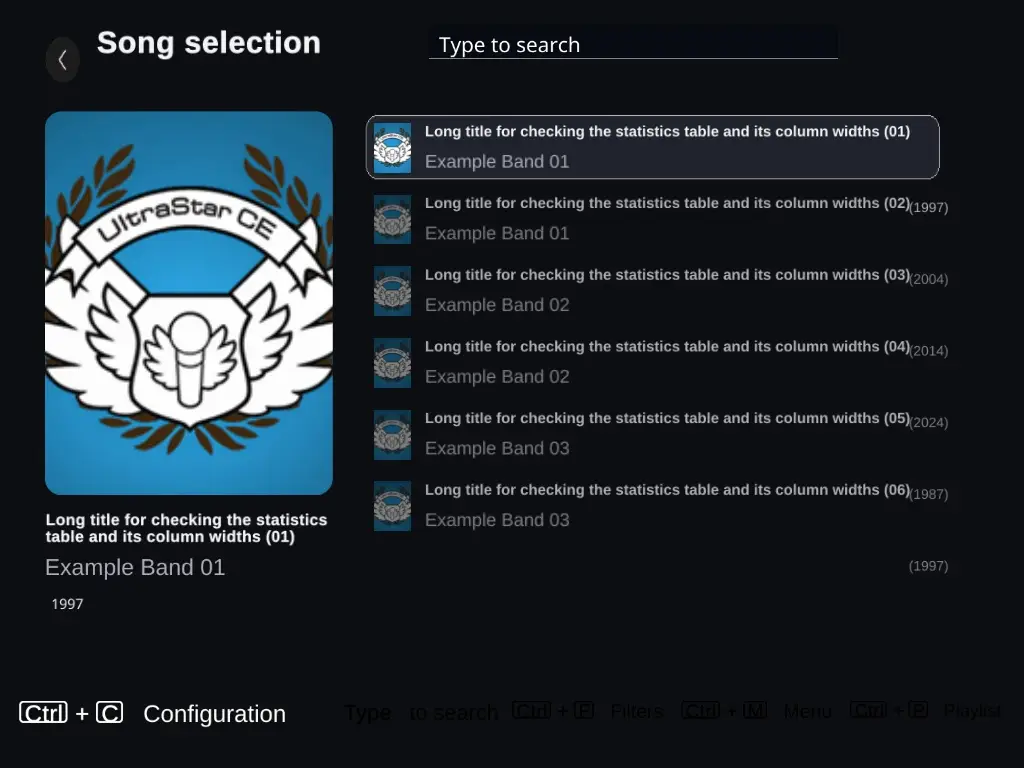 Song selection
Type to search
UltraStar CE
Long title for checking the statistics
table and its column widths (01)
Example Band 01
1997
Long title for checking the statistics table and its column widths (01)
Example Band 01
Long title for checking the statistics table and its column widths (02)
(1997)
Example Band 01
Long title for checking the statistics table and its column widths (03)
(2004)
Example Band 02
Long title for checking the statistics table and its column widths (04)
(2014)
Example Band 02
Long title for checking the statistics table and its column widths (05)
(2024)
Example Band 03
Long title for checking the statistics table and its column widths (06)
(1987)
Example Band 03
(1997)
Ctrl + C Configuration Type to search Ctrl + F Filters Ctrl + M Menu Ctrl + P Playlist